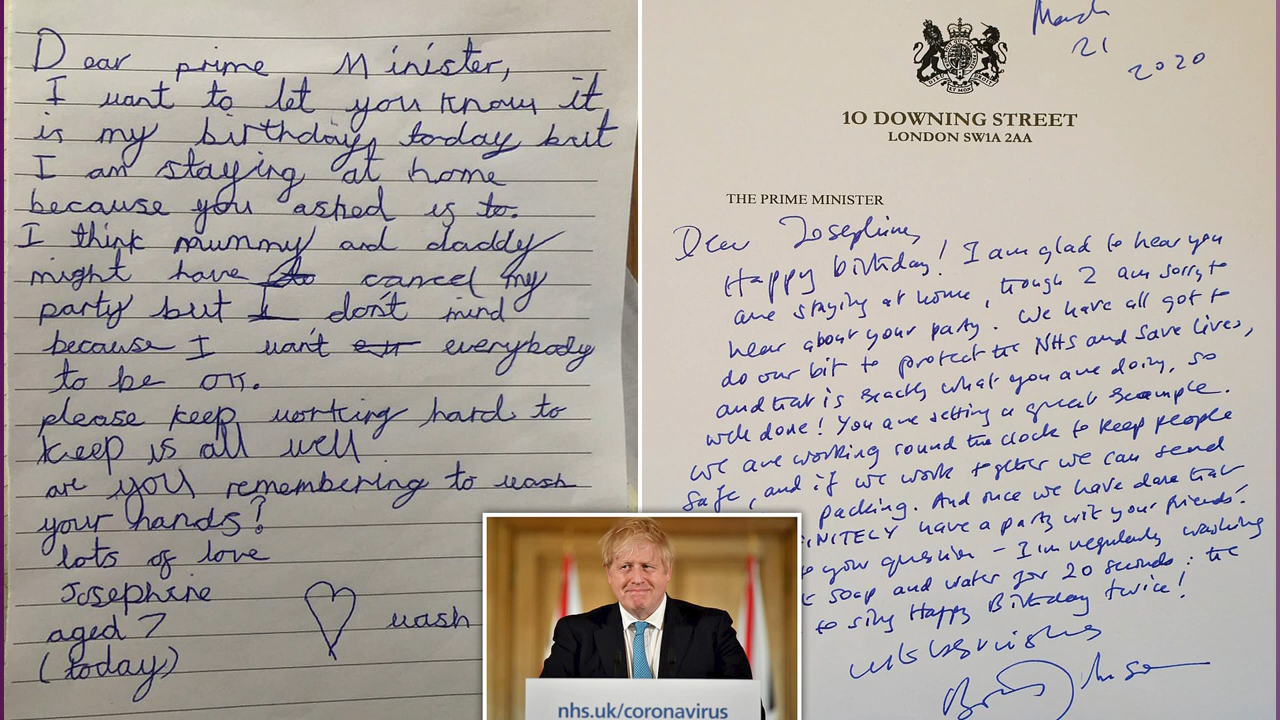 Dear prime Minister,
I want to let you know it
is my birthday today but
I am staying at home
because you asked us to.
I think mummy and daddy
might have to cancel my
party but I don't mind
because I want everybody
to be OK.
please keep working hard to
keep us all well
are you remembering to wash
your hands?
lots of love
Josephine
aged 7
(today)
wash
March
21
2020
10 DOWNING STREET
LONDON SW1A 2AA
THE PRIME MINISTER
Dear Josephine,
Happy birthday! I am glad to hear you
are staying at home, though I am sorry to
hear about your party. We have all got to
do our bit to protect the NHS and save lives,
and that is exactly what you are doing, so
well done! You are setting a great example.
We are working round the clock to keep people
safe, and if we work together we can send
packing. And once we have done that
INITELY have a party with your friends!
your question - I'm regularly washing
soap and water for 20 seconds: the
to sing Happy Birthday twice!
with best wishes
Boris Johnson
nhs.uk/coronavirus